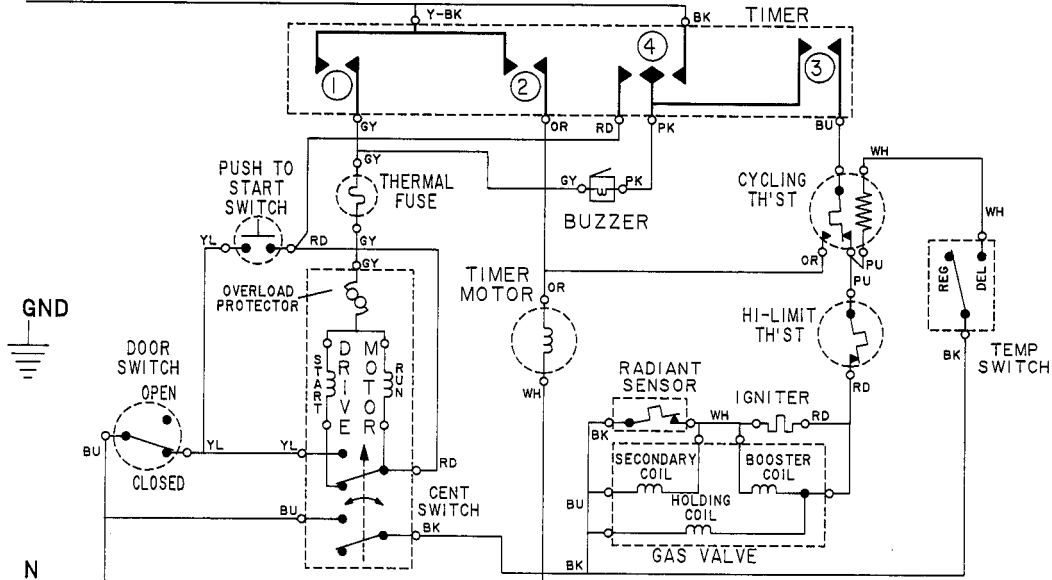 Y-BK
BK
TIMER
1
2
4
3
GY
OR
RD
PK
BU
WH
PUSH TO
START
SWITCH
GY
THERMAL
FUSE
GY
PK
BUZZER
CYCLING
TH'ST
WH
YL
RD
GY
GY
OR
PU
PU
REG
DEL
OVERLOAD
PROTECTOR
TIMER
MOTOR
OR
HI-LIMIT
TH'ST
GND
DOOR
SWITCH
OPEN
START
DRIVE
MOTOR
RUN
WH
RADIANT
SENSOR
IGNITER
RD
BK
TEMP
SWITCH
BU
YL
YL
RD
BK
WH
RD
CLOSED
SECONDARY
COIL
BOOSTER
COIL
BU
CENT
SWITCH
BK
BU
HOLDING
COIL
GAS VALVE
BK
N